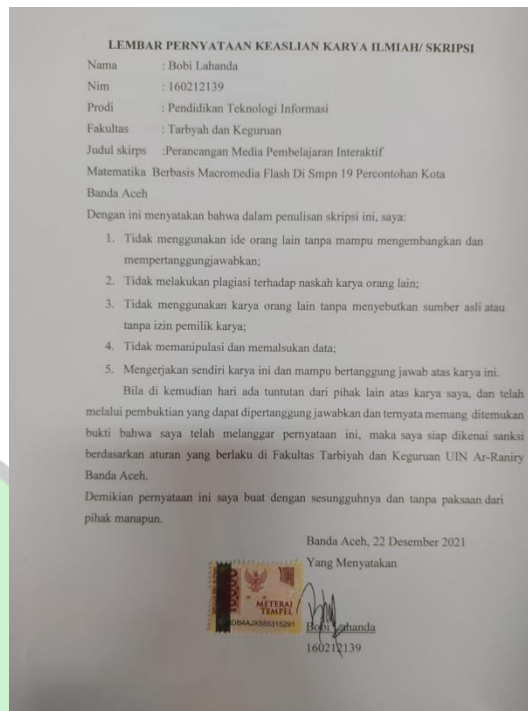 LEMBAR PERNYATAAN KEASLIAN KARYA ILMIAH/ SKRIPSI
Nama : Bobi Lahanda
Nim : 160212139
Prodi : Pendidikan Teknologi Informasi
Fakultas : Tarbyah dan Keguruan
Judul skirps :Perancangan Media Pembelajaran Interaktif
Matematika Berbasis Macromedia Flash Di Smpn 19 Percontohan Kota
Banda Aceh
Dengan ini menyatakan bahwa dalam penulisan skripsi ini, saya:
1. Tidak menggunakan ide orang lain tanpa mampu mengembangkan dan
mempertanggungjawabkan;
2. Tidak melakukan plagiasi terhadap naskah karya orang lain;
3. Tidak menggunakan karya orang lain tanpa menyebutkan sumber asli atau
tanpa izin pemilik karya;
4. Tidak memanipulasi dan memalsukan data;
5. Mengerjakan sendiri karya ini dan mampu bertanggung jawab atas karya ini.
Bila di kemudian hari ada tuntutan dari pihak lain atas karya saya, dan telah
melalui pembuktian yang dapat dipertanggung jawabkan dan ternyata memang ditemukan
bukti bahwa saya telah melanggar pernyataan ini, maka saya siap dikenai sanksi
berdasarkan aturan yang berlaku di Fakultas Tarbiyah dan Keguruan UIN Ar-Raniry
Banda Aceh.
Demikian pernyataan ini saya buat dengan sesungguhnya dan tanpa paksaan dari
pihak manapun.
Banda Aceh, 22 Desember 2021
Yang Menyatakan
10000
METERAI
TEMPEL
DB4AJX555315291
Bobi Lahanda
160212139